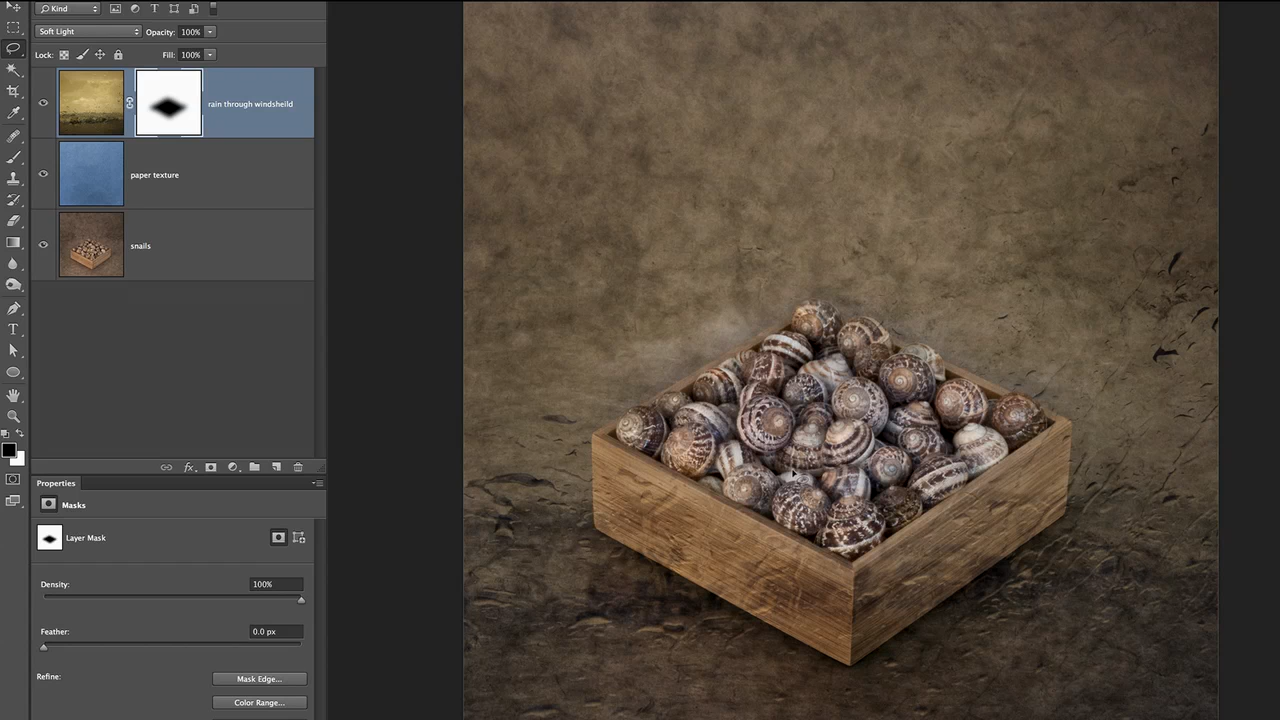 Kind
Soft Light Opacity: 100%
Lock: Fill: 100%
rain through windsheild
paper texture
snails
fx
Properties
Masks
Layer Mask
Density: 100%
Feather: 0.0 px
Refine: Mask Edge...
Color Range...